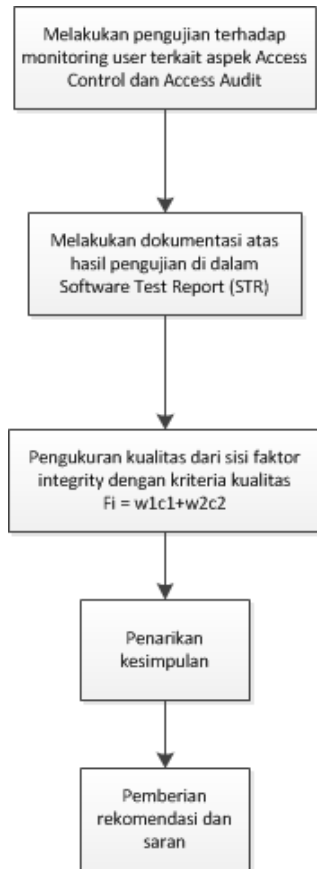 Melakukan pengujian terhadap
monitoring user terkait aspek Access
Control dan Access Audit
Melakukan dokumentasi atas
hasil pengujian di dalam
Software Test Report (STR)
Pengukuran kualitas dari sisi faktor
integrity dengan kriteria kualitas
Fi = w1c1+w2c2
Penarikan
kesimpulan
Pemberian
rekomendasi dan
saran